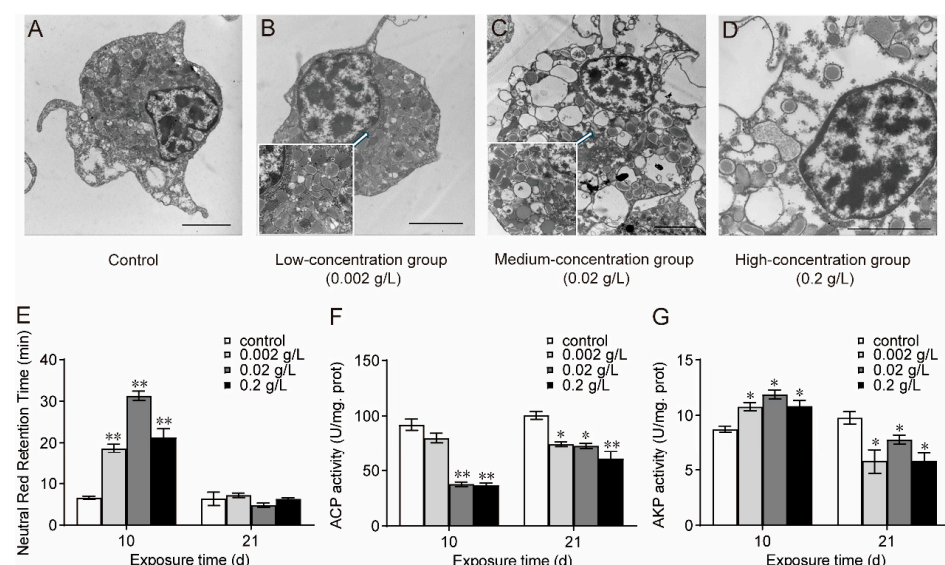 A
B
C
D
Control
Low-concentration group
(0.002 g/L)
Medium-concentration group
(0.02 g/L)
High-concentration group
(0.2 g/L)
E
Neutral Red Retention Time (min)
40
30
20
10
0
**
**
**
control
0.002 g/L
0.02 g/L
0.2 g/L
10
21
Exposure time (d)
F
ACP activity (U/mg. prot)
150
100
50
0
**
**
*
*
**
control
0.002 g/L
0.02 g/L
0.2 g/L
10
21
Exposure time (d)
G
AKP activity (U/mg. prot)
15
10
5
0
*
*
*
*
*
*
control
0.002 g/L
0.02 g/L
0.2 g/L
10
21
Exposure time (d)